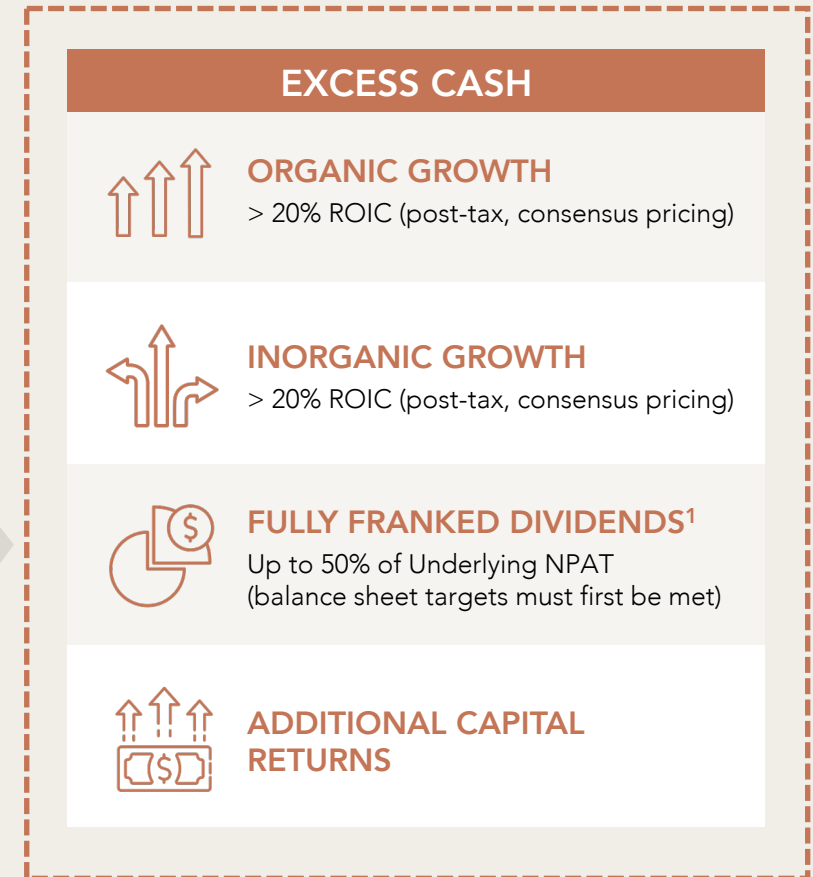 EXCESS CASH
ORGANIC GROWTH
> 20% ROIC (post-tax, consensus pricing)
INORGANIC GROWTH
> 20% ROIC (post-tax, consensus pricing)
$
FULLY FRANKED DIVIDENDS¹
Up to 50% of Underlying NPAT
(balance sheet targets must first be met)
$
ADDITIONAL CAPITAL
RETURNS